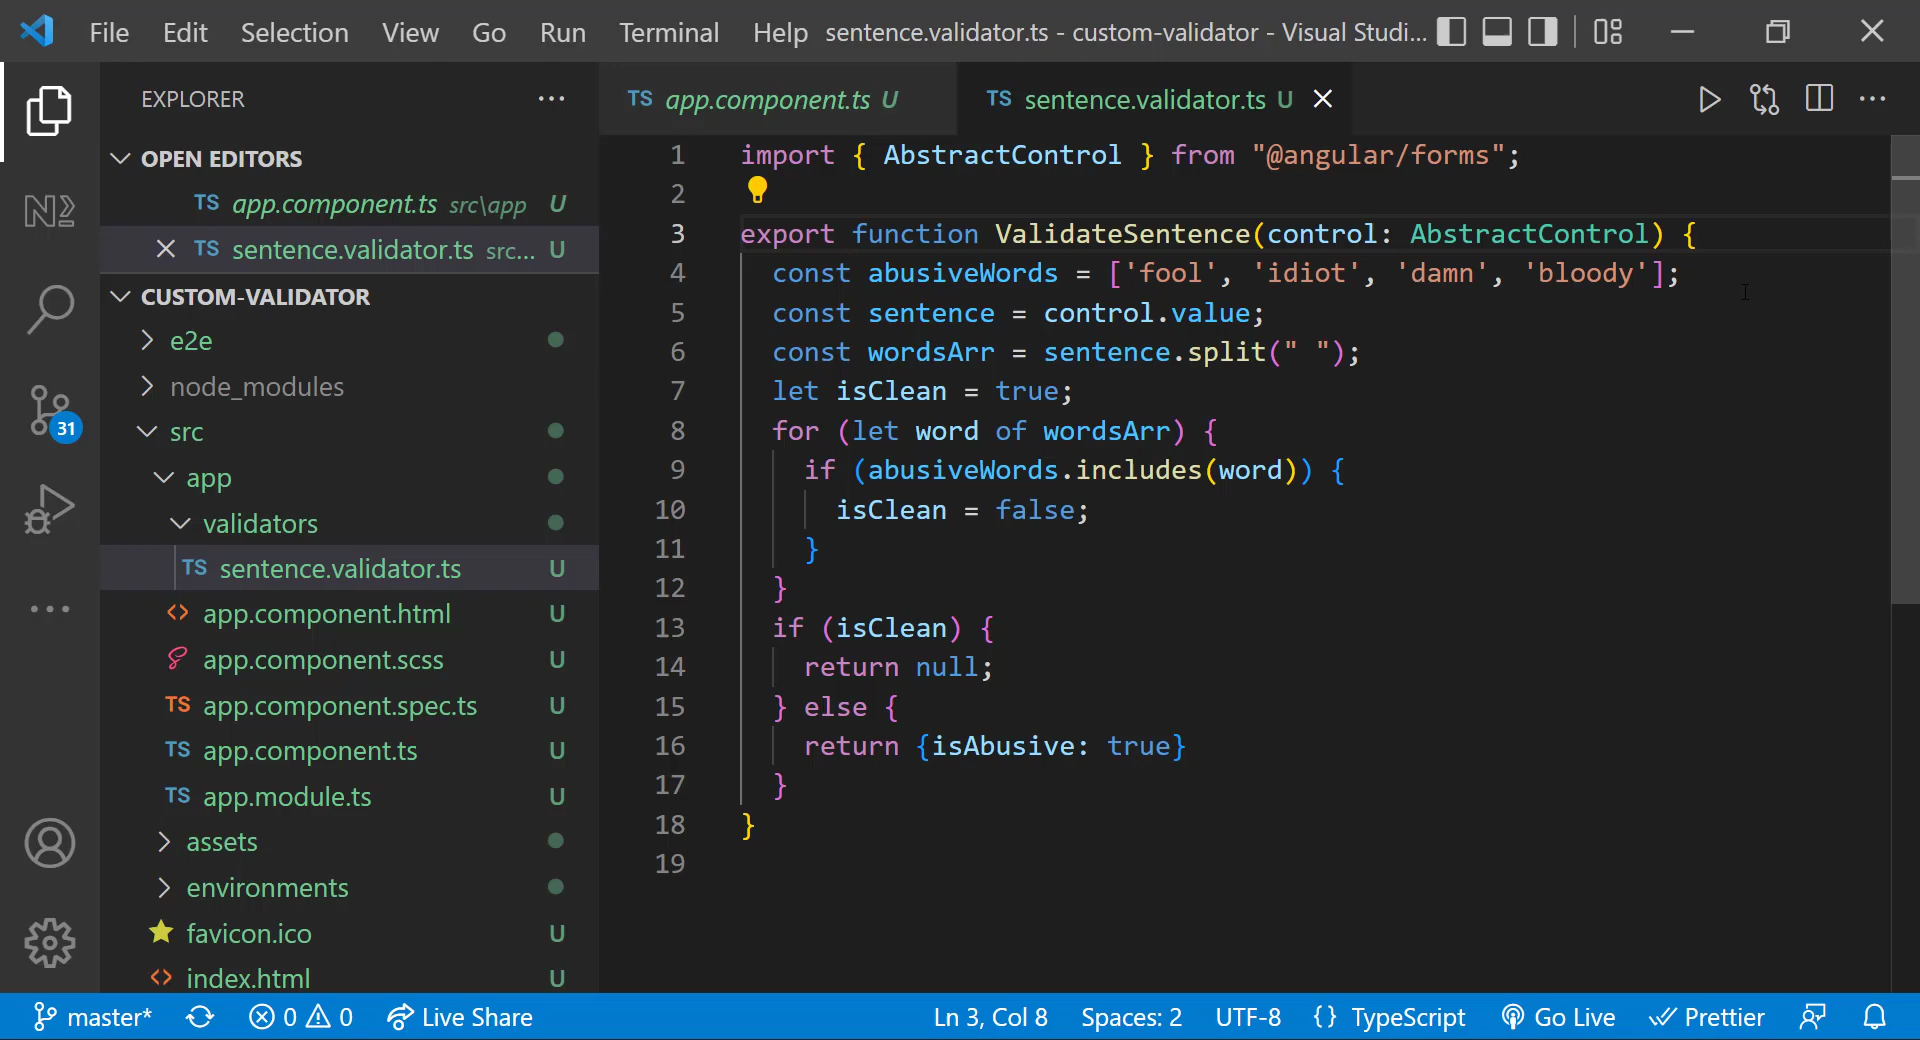 File Edit Selection View Go Run Terminal Help sentence.validator.ts - custom-validator - Visual Studi...
EXPLORER
OPEN EDITORS
TS app.component.ts src\app U
TS sentence.validator.ts src... U
CUSTOM-VALIDATOR
e2e
node_modules
src
app
validators
TS sentence.validator.ts U
<> app.component.html U
app.component.scss U
TS app.component.spec.ts U
TS app.component.ts U
TS app.module.ts U
assets
environments
favicon.ico U
<> index.html U
31
TS app.component.ts U
TS sentence.validator.ts U
1 import { AbstractControl } from "@angular/forms";
2
3 export function ValidateSentence(control: AbstractControl) {
4 const abusiveWords = ['fool', 'idiot', 'damn', 'bloody'];
5 const sentence = control.value;
6 const wordsArr = sentence.split(" ");
7 let isClean = true;
8 for (let word of wordsArr) {
9 if (abusiveWords.includes(word)) {
10 isClean = false;
11 }
12 }
13 if (isClean) {
14 return null;
15 } else {
16 return {isAbusive: true}
17 }
18 }
19
master* 0 0 Live Share Ln 3, Col 8 Spaces: 2 UTF-8 {} TypeScript Go Live Prettier